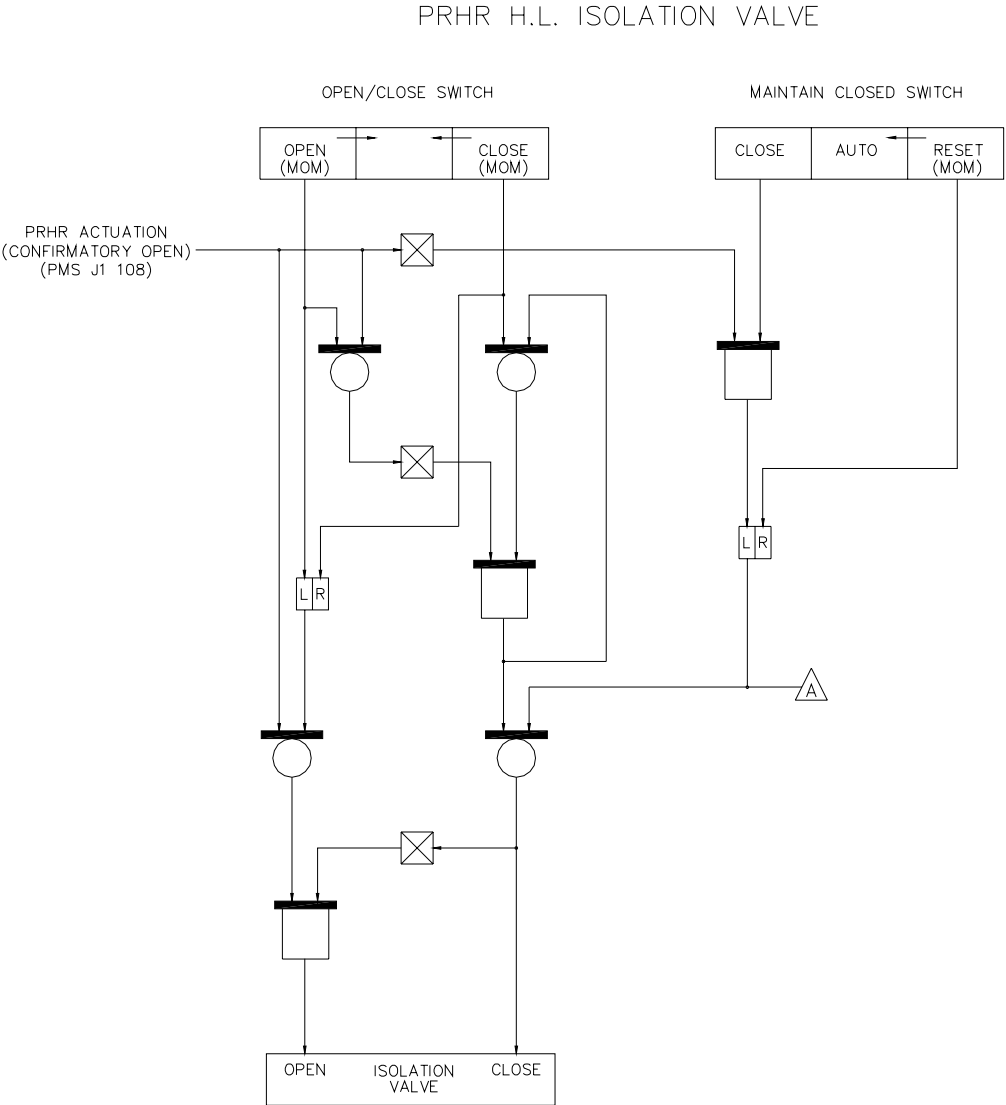 PRHR H.L. ISOLATION VALVE
OPEN/CLOSE SWITCH
MAINTAIN CLOSED SWITCH
OPEN
(MOM)
CLOSE
(MOM)
CLOSE
AUTO
RESET
(MOM)
PRHR ACTUATION
(CONFIRMATORY OPEN)
(PMS J1 108)
L R
L R
A
OPEN
ISOLATION
VALVE
CLOSE